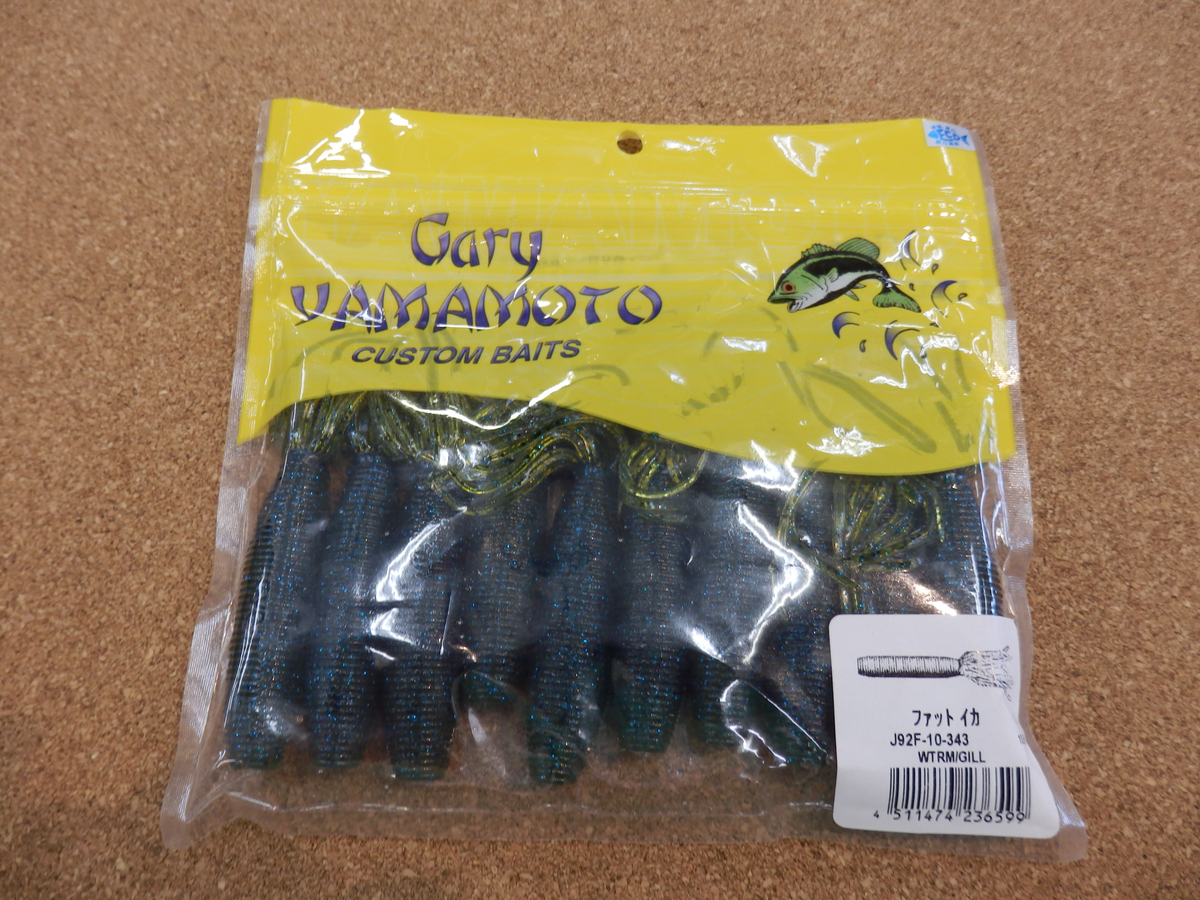 Gary
YAMAMOTO
CUSTOM BAITS
ファット イカ
J92F-10-343
WTRM/GILL
4 511474 236599